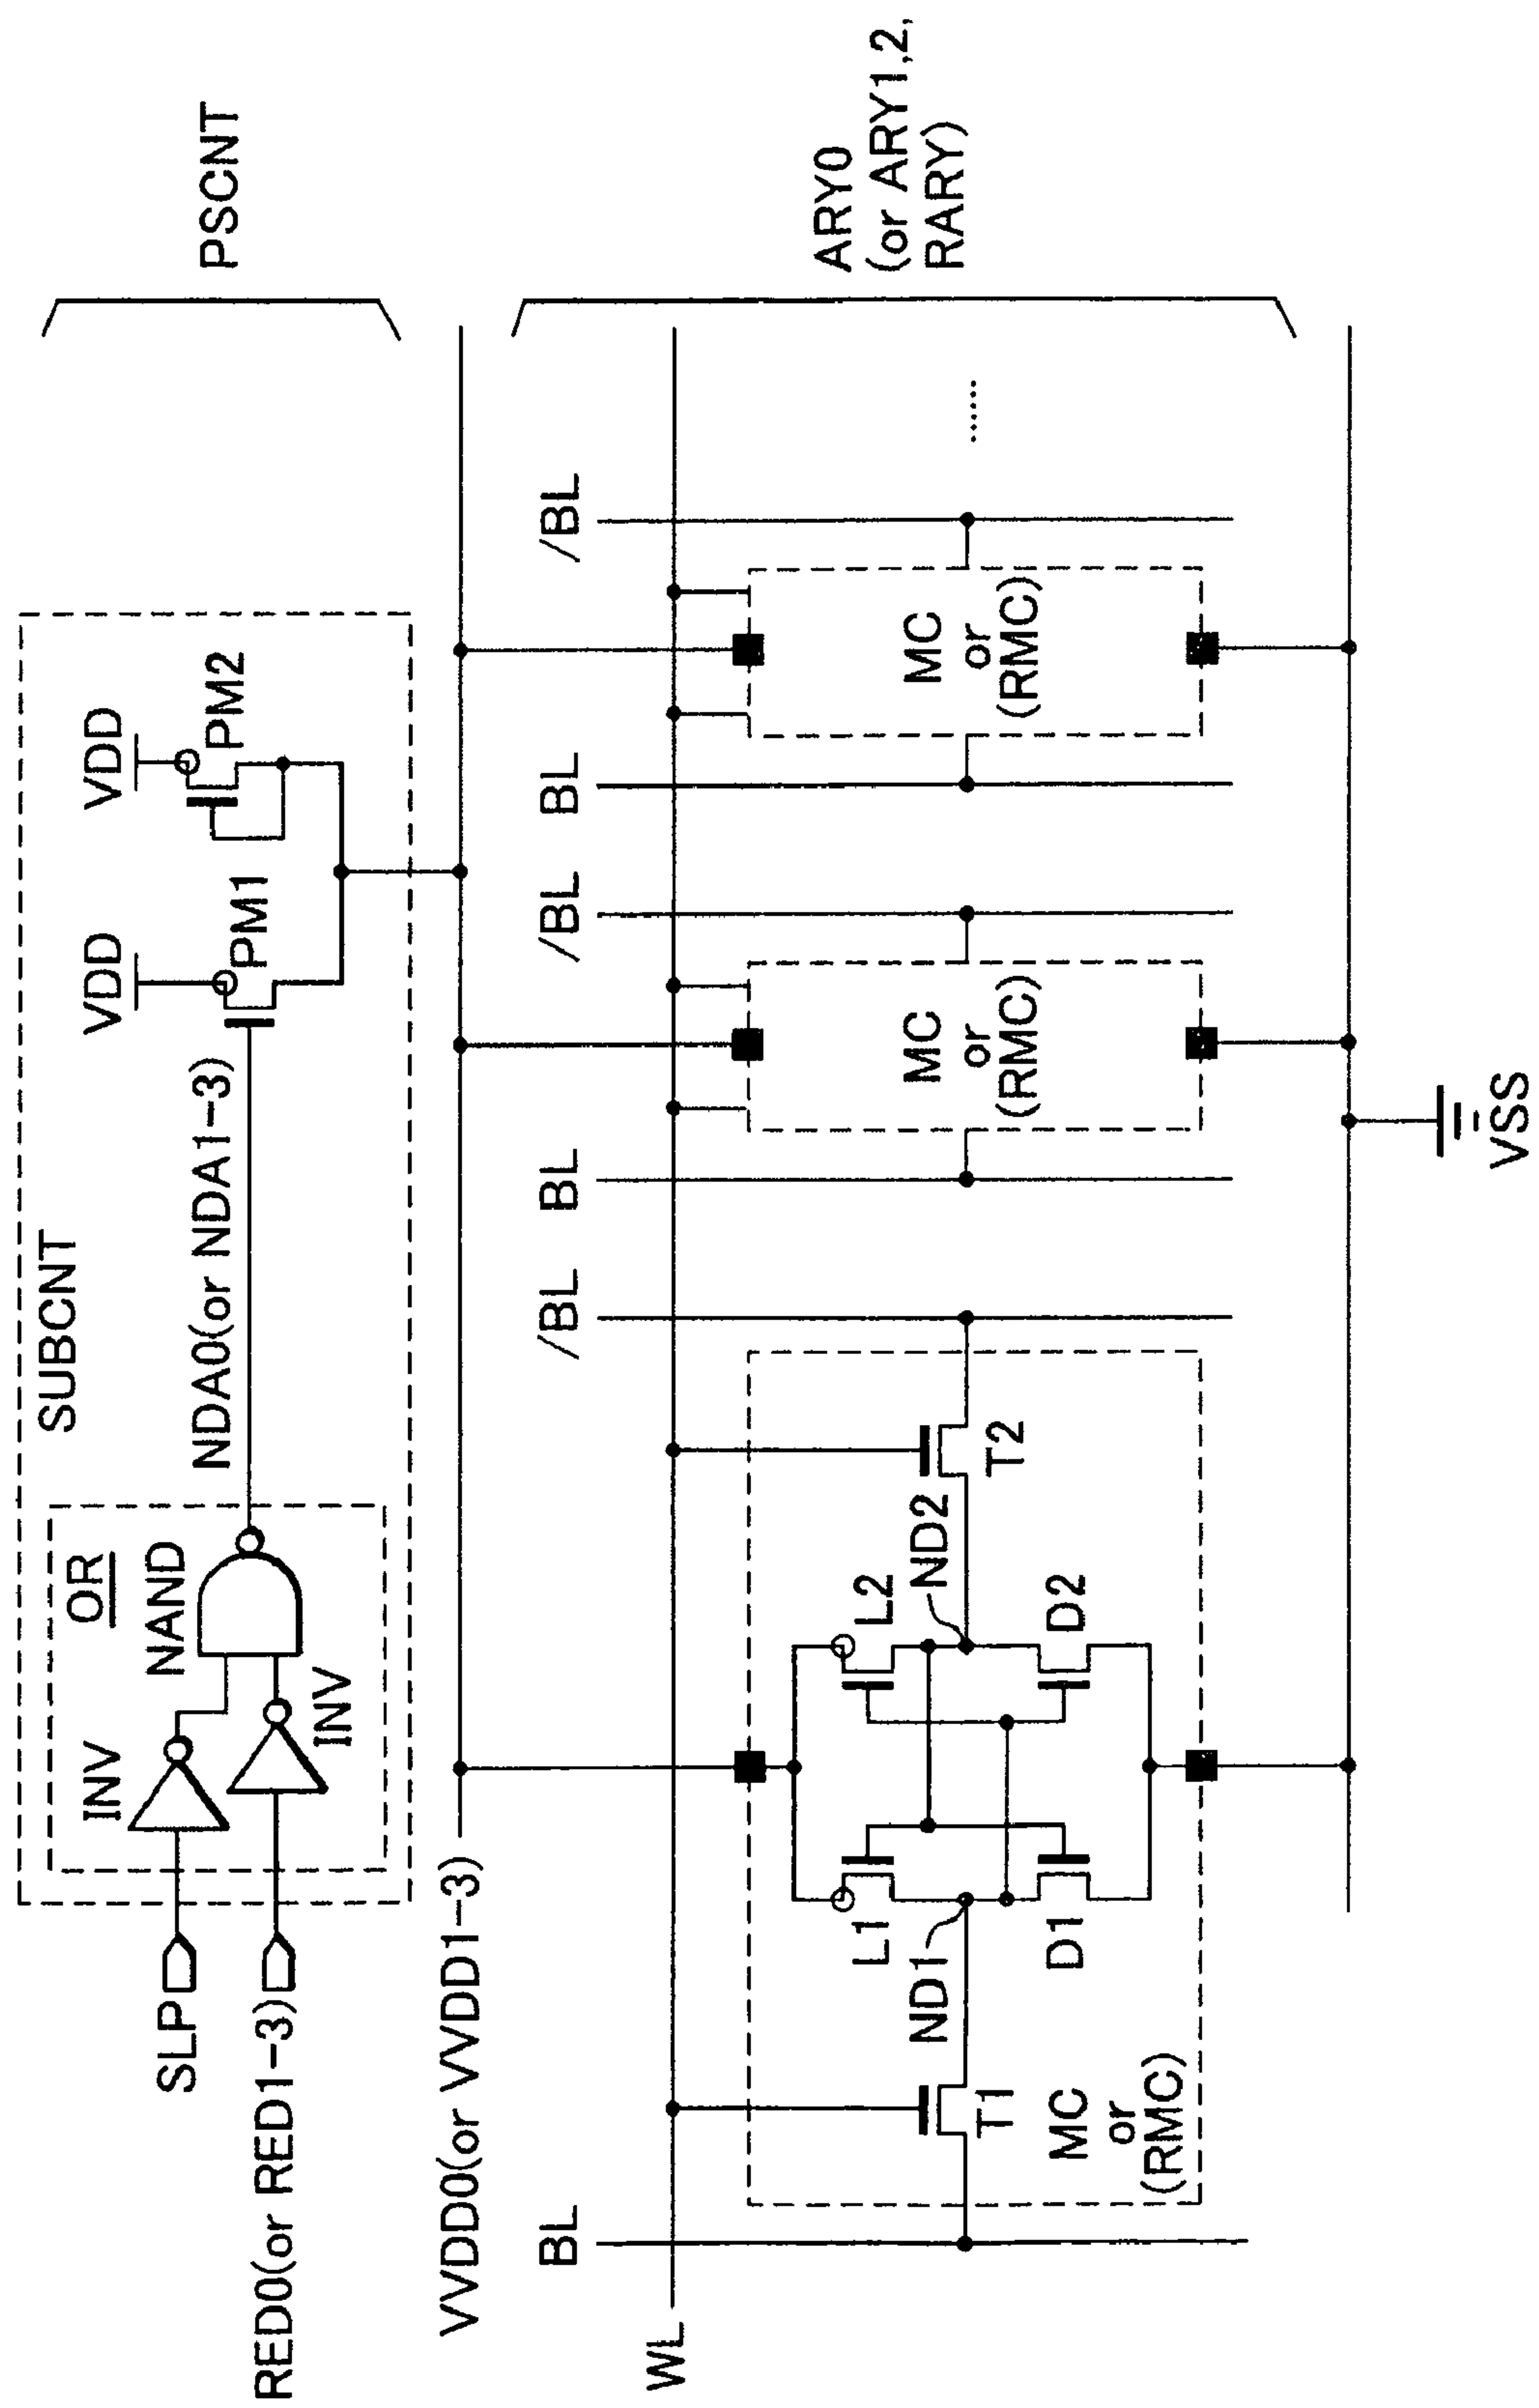 SUBCNT
OR
INV
NAND
INV
SLP
RED0(or RED1-3)
NDA0(or NDA1-3)
VDD
PM1
VDD
PM2
PSCNT
VVDD0(or VVDD1-3)
WL
BL
/BL
BL
/BL
BL
/BL
L1
L2
ND1
ND2
T1
T2
D1
D2
MC
or
(RMC)
MC
or
(RMC)
MC
or
(RMC)
......
ARY0
(or ARY1,2,
RARY)
VSS